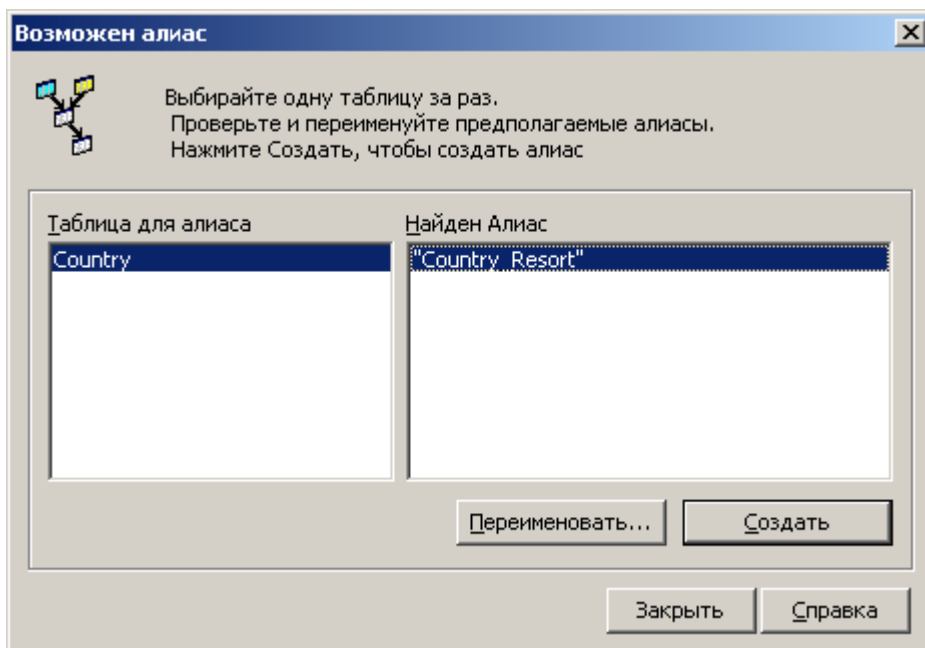 Возможен алиас
Выбирайте одну таблицу за раз.
Проверьте и переименуйте предполагаемые алиасы.
Нажмите Создать, чтобы создать алиас
Таблица для алиаса
Найден Алиас
Country
"Country_Resort"
Переименовать...
Создать
Закрыть
Справка